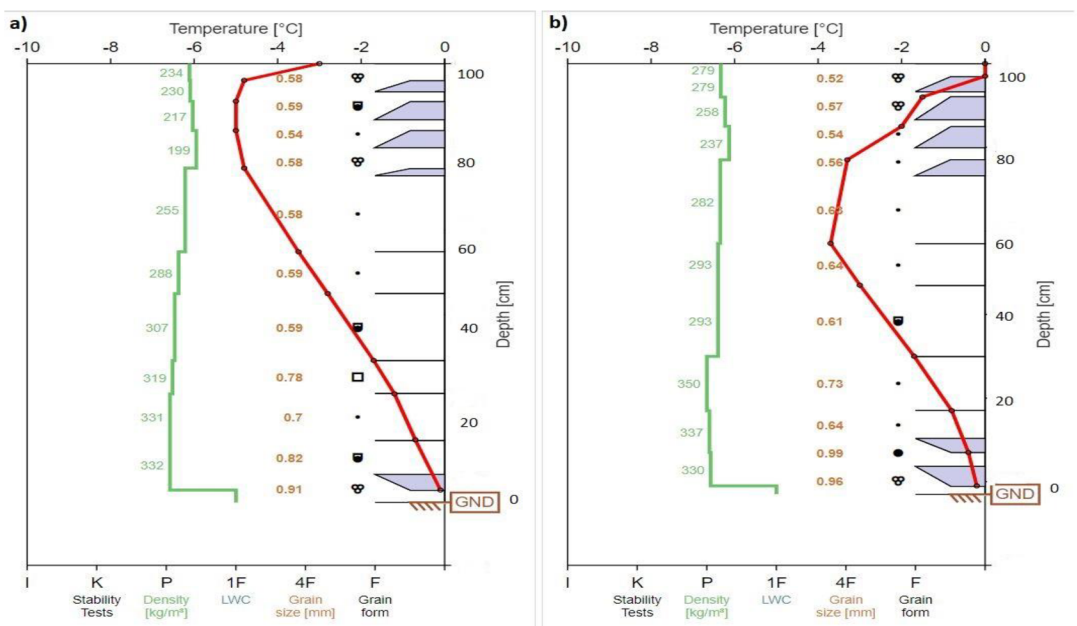 a)
Temperature [°C]
-10 -8 -6 -4 -2 0
234 0.58 100
230
217 0.59
0.54
199
0.58 80
255 0.58
60
288 0.59
307 0.59 40
319 0.78
331 0.7 20
332 0.82
0.91
GND 0
Depth [cm]
I K P 1F 4F F
Stability Density LWC Grain Grain
Tests [kg/m³] size [mm] form
b)
Temperature [°C]
-10 -8 -6 -4 -2 0
279 0.52 100
279
258 0.57
0.54
237
0.56 80
282 0.63
60
293 0.64
293 0.61 40
350 0.73 20
337 0.64
0.99
330 0.96
GND 0
Depth [cm]
I K P 1F 4F F
Stability Density LWC Grain Grain
Tests [kg/m³] size [mm] form